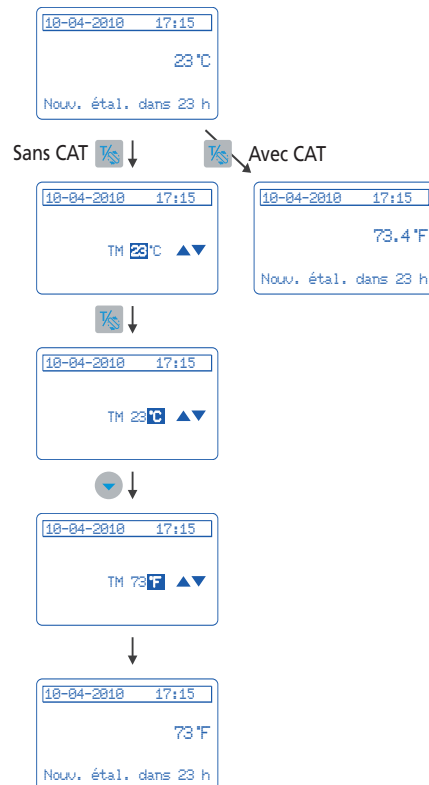 10-04-2010 17:15
23°C
Nouv. étal. dans 23 h
Sans CAT T/
T/ Avec CAT
10-04-2010 17:15
TM 23°C ▲▼
10-04-2010 17:15
73.4°F
Nouv. étal. dans 23 h
T/
10-04-2010 17:15
TM 23°C ▲▼
10-04-2010 17:15
TM 73°F ▲▼
10-04-2010 17:15
73°F
Nouv. étal. dans 23 h